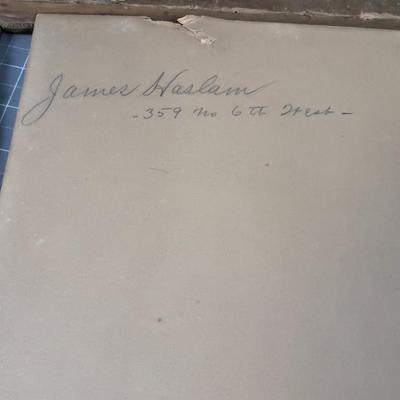 James Haslam
- 359 No 6th West -